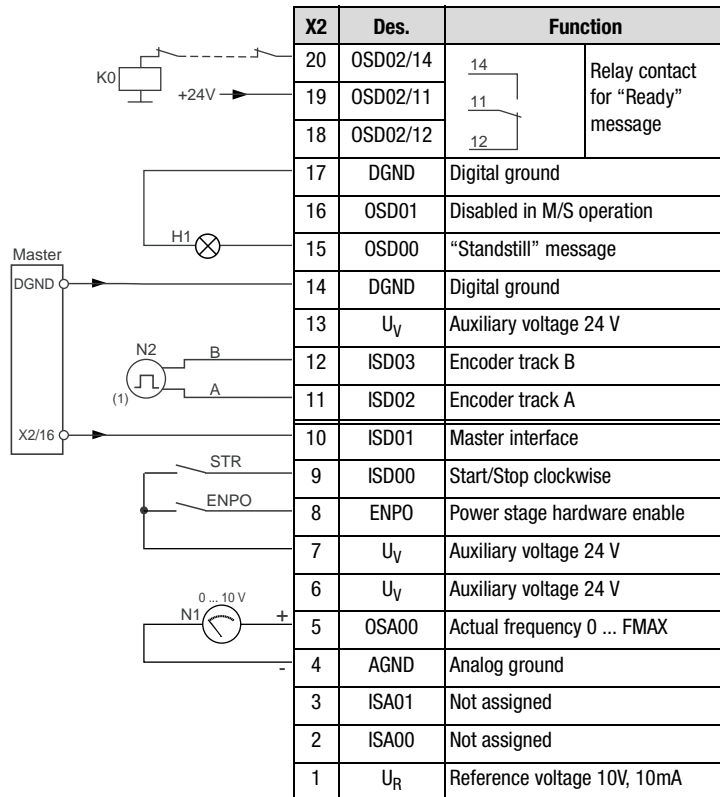 X2 Des. Function
K0
+24V
20 OSD02/14
19 OSD02/11
18 OSD02/12
14
11
12
Relay contact
for “Ready”
message
17 DGND Digital ground
16 OSD01 Disabled in M/S operation
H1
15 OSD00 “Standstill” message
Master
DGND
14 DGND Digital ground
13 UV Auxiliary voltage 24 V
N2
(1)
B
12 ISD03 Encoder track B
A
11 ISD02 Encoder track A
X2/16
10 ISD01 Master interface
STR
9 ISD00 Start/Stop clockwise
ENPO
8 ENPO Power stage hardware enable
7 UV Auxiliary voltage 24 V
6 UV Auxiliary voltage 24 V
0 ... 10 V
N1
+
5 OSA00 Actual frequency 0 ... FMAX
-
4 AGND Analog ground
3 ISA01 Not assigned
2 ISA00 Not assigned
1 UR Reference voltage 10V, 10mA